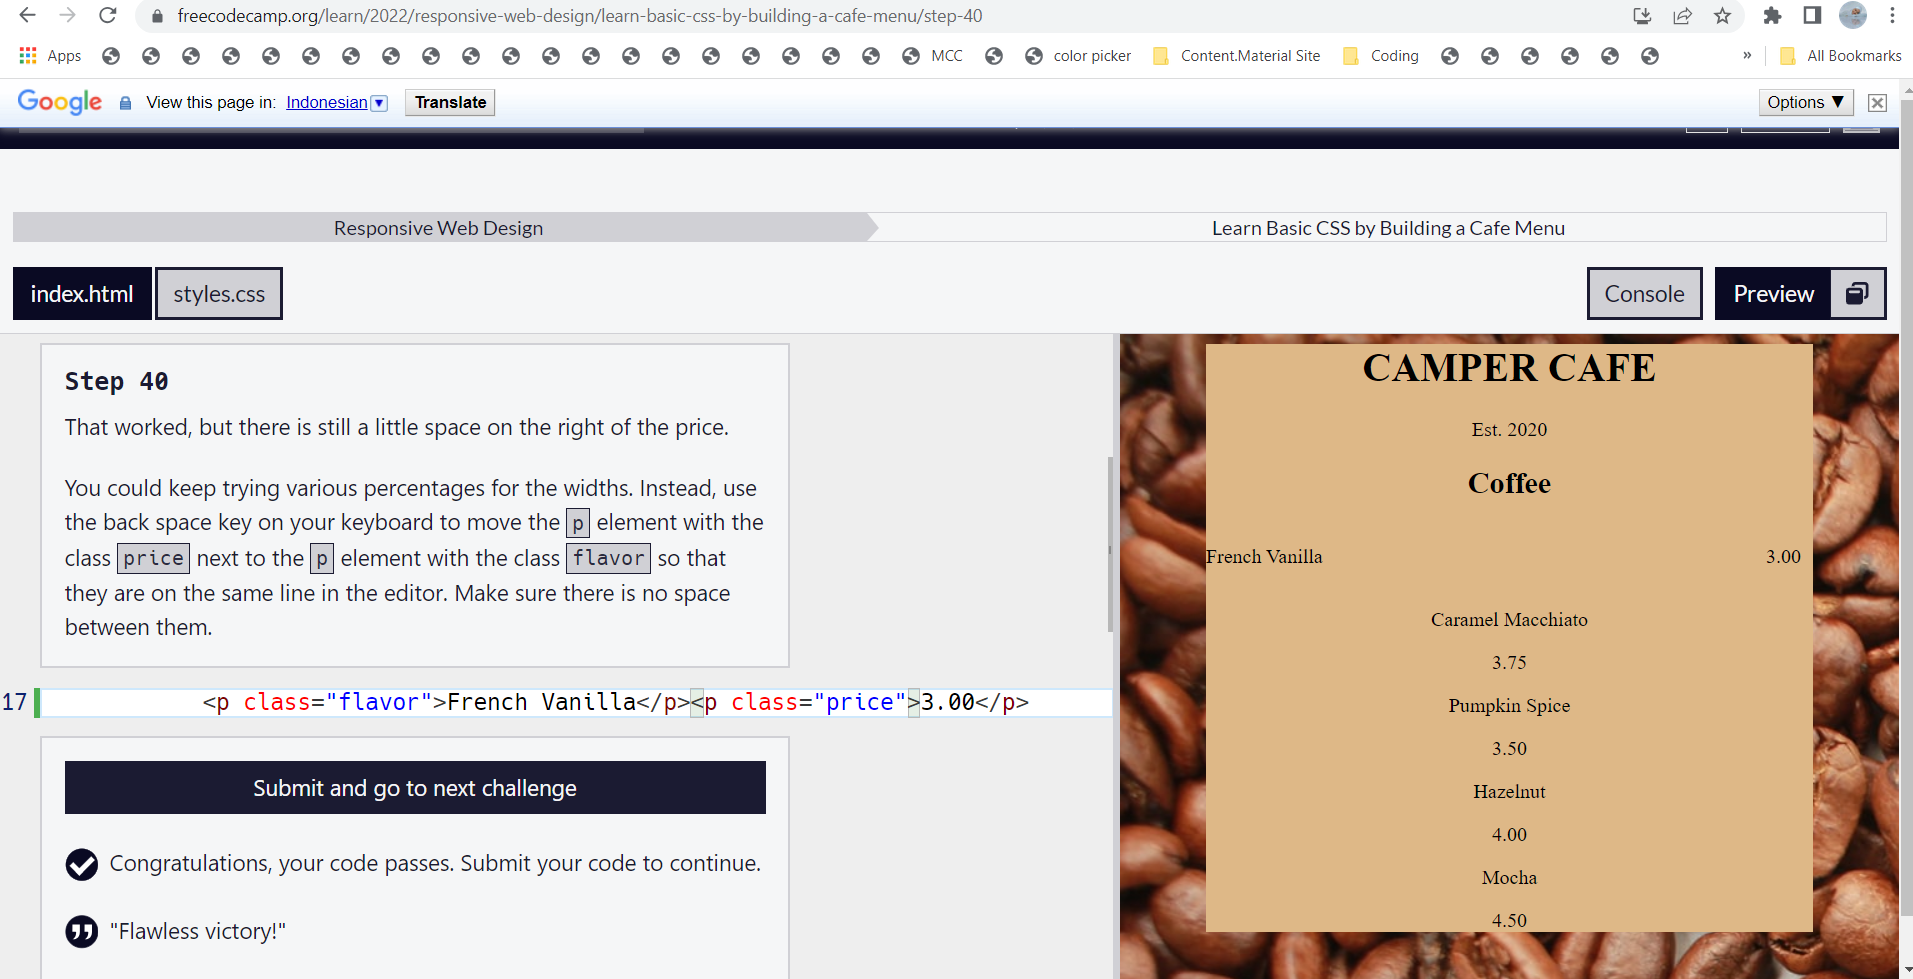 freecodecamp.org/learn/2022/responsive-web-design/learn-basic-css-by-building-a-cafe-menu/step-40
Apps MCC color picker Content.Material Site Coding » All Bookmarks
Google View this page in: Indonesian Translate Options ▼
Responsive Web Design Learn Basic CSS by Building a Cafe Menu
index.html styles.css Console Preview
Step 40
That worked, but there is still a little space on the right of the price.
You could keep trying various percentages for the widths. Instead, use
the back space key on your keyboard to move the p element with the
class price next to the p element with the class flavor so that
they are on the same line in the editor. Make sure there is no space
between them.
17 <p class="flavor">French Vanilla</p><p class="price">3.00</p>
Submit and go to next challenge
Congratulations, your code passes. Submit your code to continue.
"Flawless victory!"
CAMPER CAFE
Est. 2020
Coffee
French Vanilla 3.00
Caramel Macchiato
3.75
Pumpkin Spice
3.50
Hazelnut
4.00
Mocha
4.50